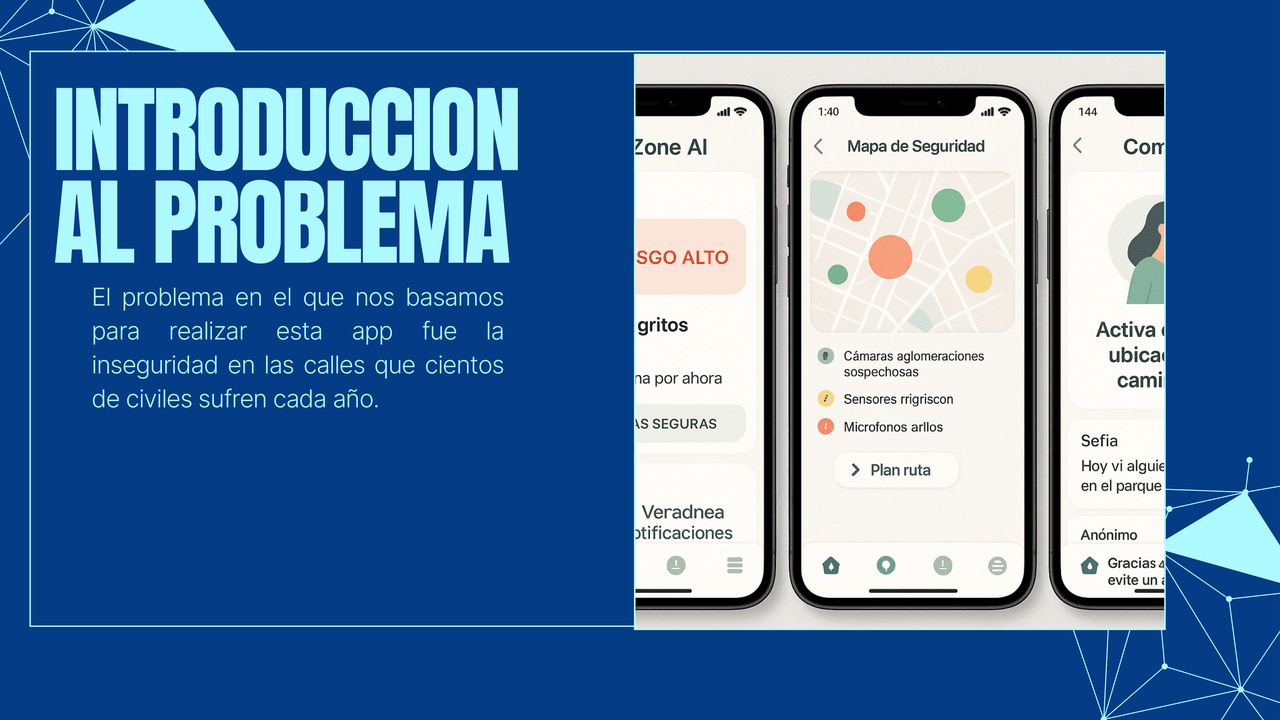 INTRODUCCION
AL PROBLEMA
El problema en el que nos basamos
para realizar esta app fue la
inseguridad en las calles que cientos
de civiles sufren cada año.
Zone AI
SGO ALTO
gritos
na por ahora
AS SEGURAS
Veradnea
otificaciones
1:40
Mapa de Seguridad
Cámaras aglomeraciones
sospechosas
Sensores rrigriscon
Microfonos arllos
Plan ruta
144
Com
Activa
ubica
cami
Sefia
Hoy vi alguie
en el parque
Anónimo
Gracias
evite un a